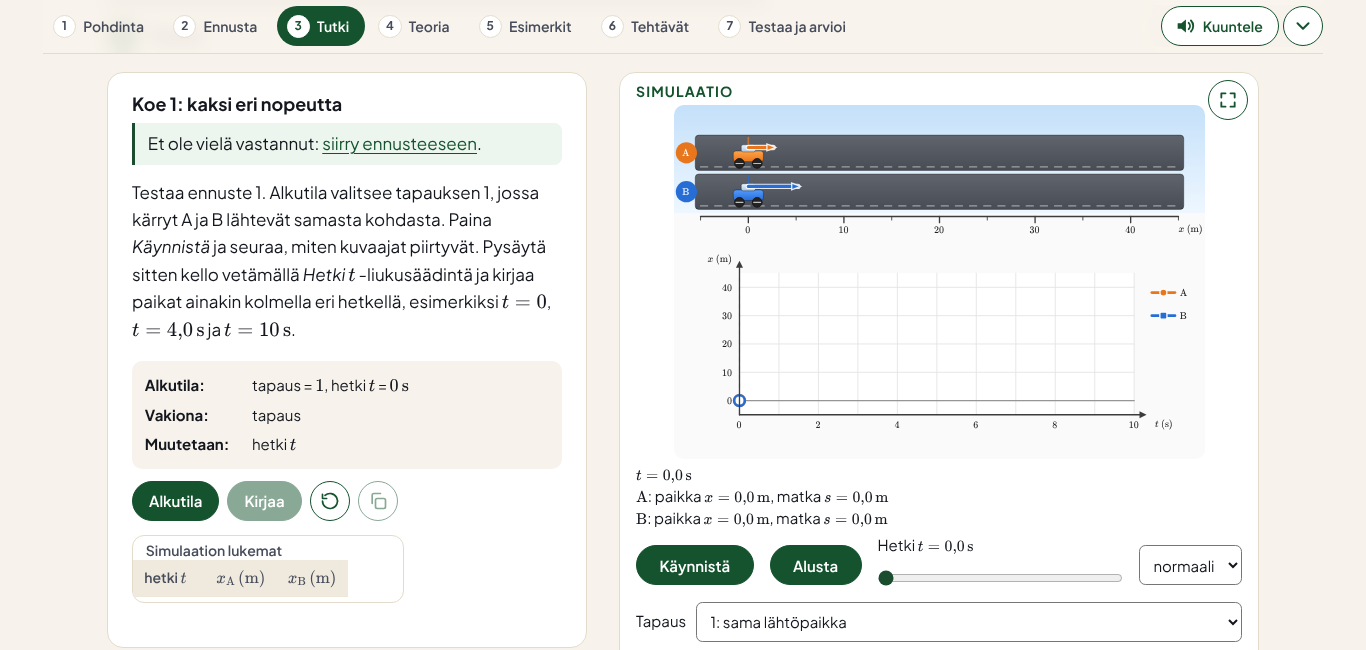 1 Pohdinta 2 Ennusta 3 Tutki 4 Teoria 5 Esimerkit 6 Tehtävät 7 Testaa ja arvioi Kuuntele
Koe 1: kaksi eri nopeutta
Et ole vielä vastannut: siirry ennusteeseen.
Testaa ennuste 1. Alkutila valitsee tapauksen 1, jossa
kärryt A ja B lähtevät samasta kohdasta. Paina
Käynnistä ja seuraa, miten kuvaajat piirtyvät. Pysäytä
sitten kello vetämällä Hetki t -liukusäädintä ja kirjaa
paikat ainakin kolmella eri hetkellä, esimerkiksi t = 0,
t = 4,0 s ja t = 10 s.
Alkutila: tapaus = 1, hetki t = 0 s
Vakiona: tapaus
Muutetaan: hetki t
Alkutila Kirjaa
Simulaation lukemat
hetki t xA (m) xB (m)
SIMULAATIO
A
B
0 10 20 30 40 x (m)
x (m)
40
30
20
10
0
0 2 4 6 8 10 t (s)
A
B
t = 0,0 s
A: paikka x = 0,0 m, matka s = 0,0 m
B: paikka x = 0,0 m, matka s = 0,0 m
Käynnistä Alusta Hetki t = 0,0 s normaali
Tapaus 1: sama lähtöpaikka